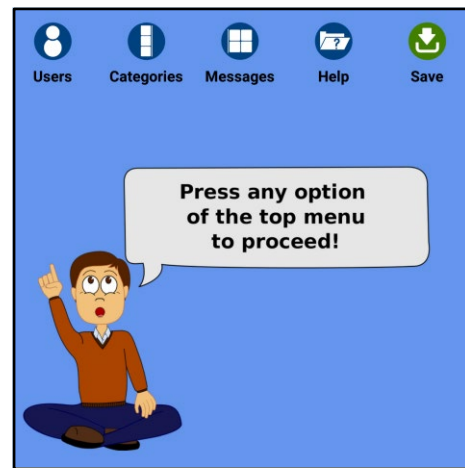 Users Categories Messages Help Save
Press any option
of the top menu
to proceed!